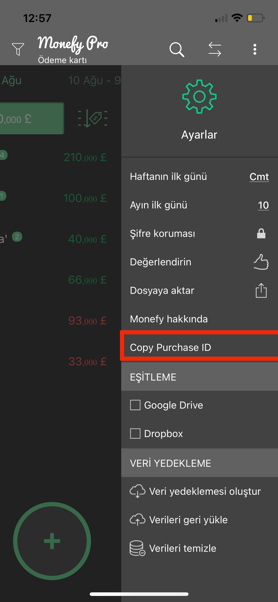 12:57
Monefy Pro
Ödeme kartı
Ağu
10 Ağu - 9
0,000 £
210,000 £
1
100,000 £
a' 2
40,000 £
66,000 £
93,000 £
33,000 £
Ayarlar
Haftanın ilk günü
Cmt
Ayın ilk günü
10
Şifre koruması
Değerlendirin
Dosyaya aktar
Monefy hakkında
Copy Purchase ID
EŞİTLEME
Google Drive
Dropbox
VERİ YEDEKLEME
Veri yedeklemesi oluştur
Verileri geri yükle
Verileri temizle